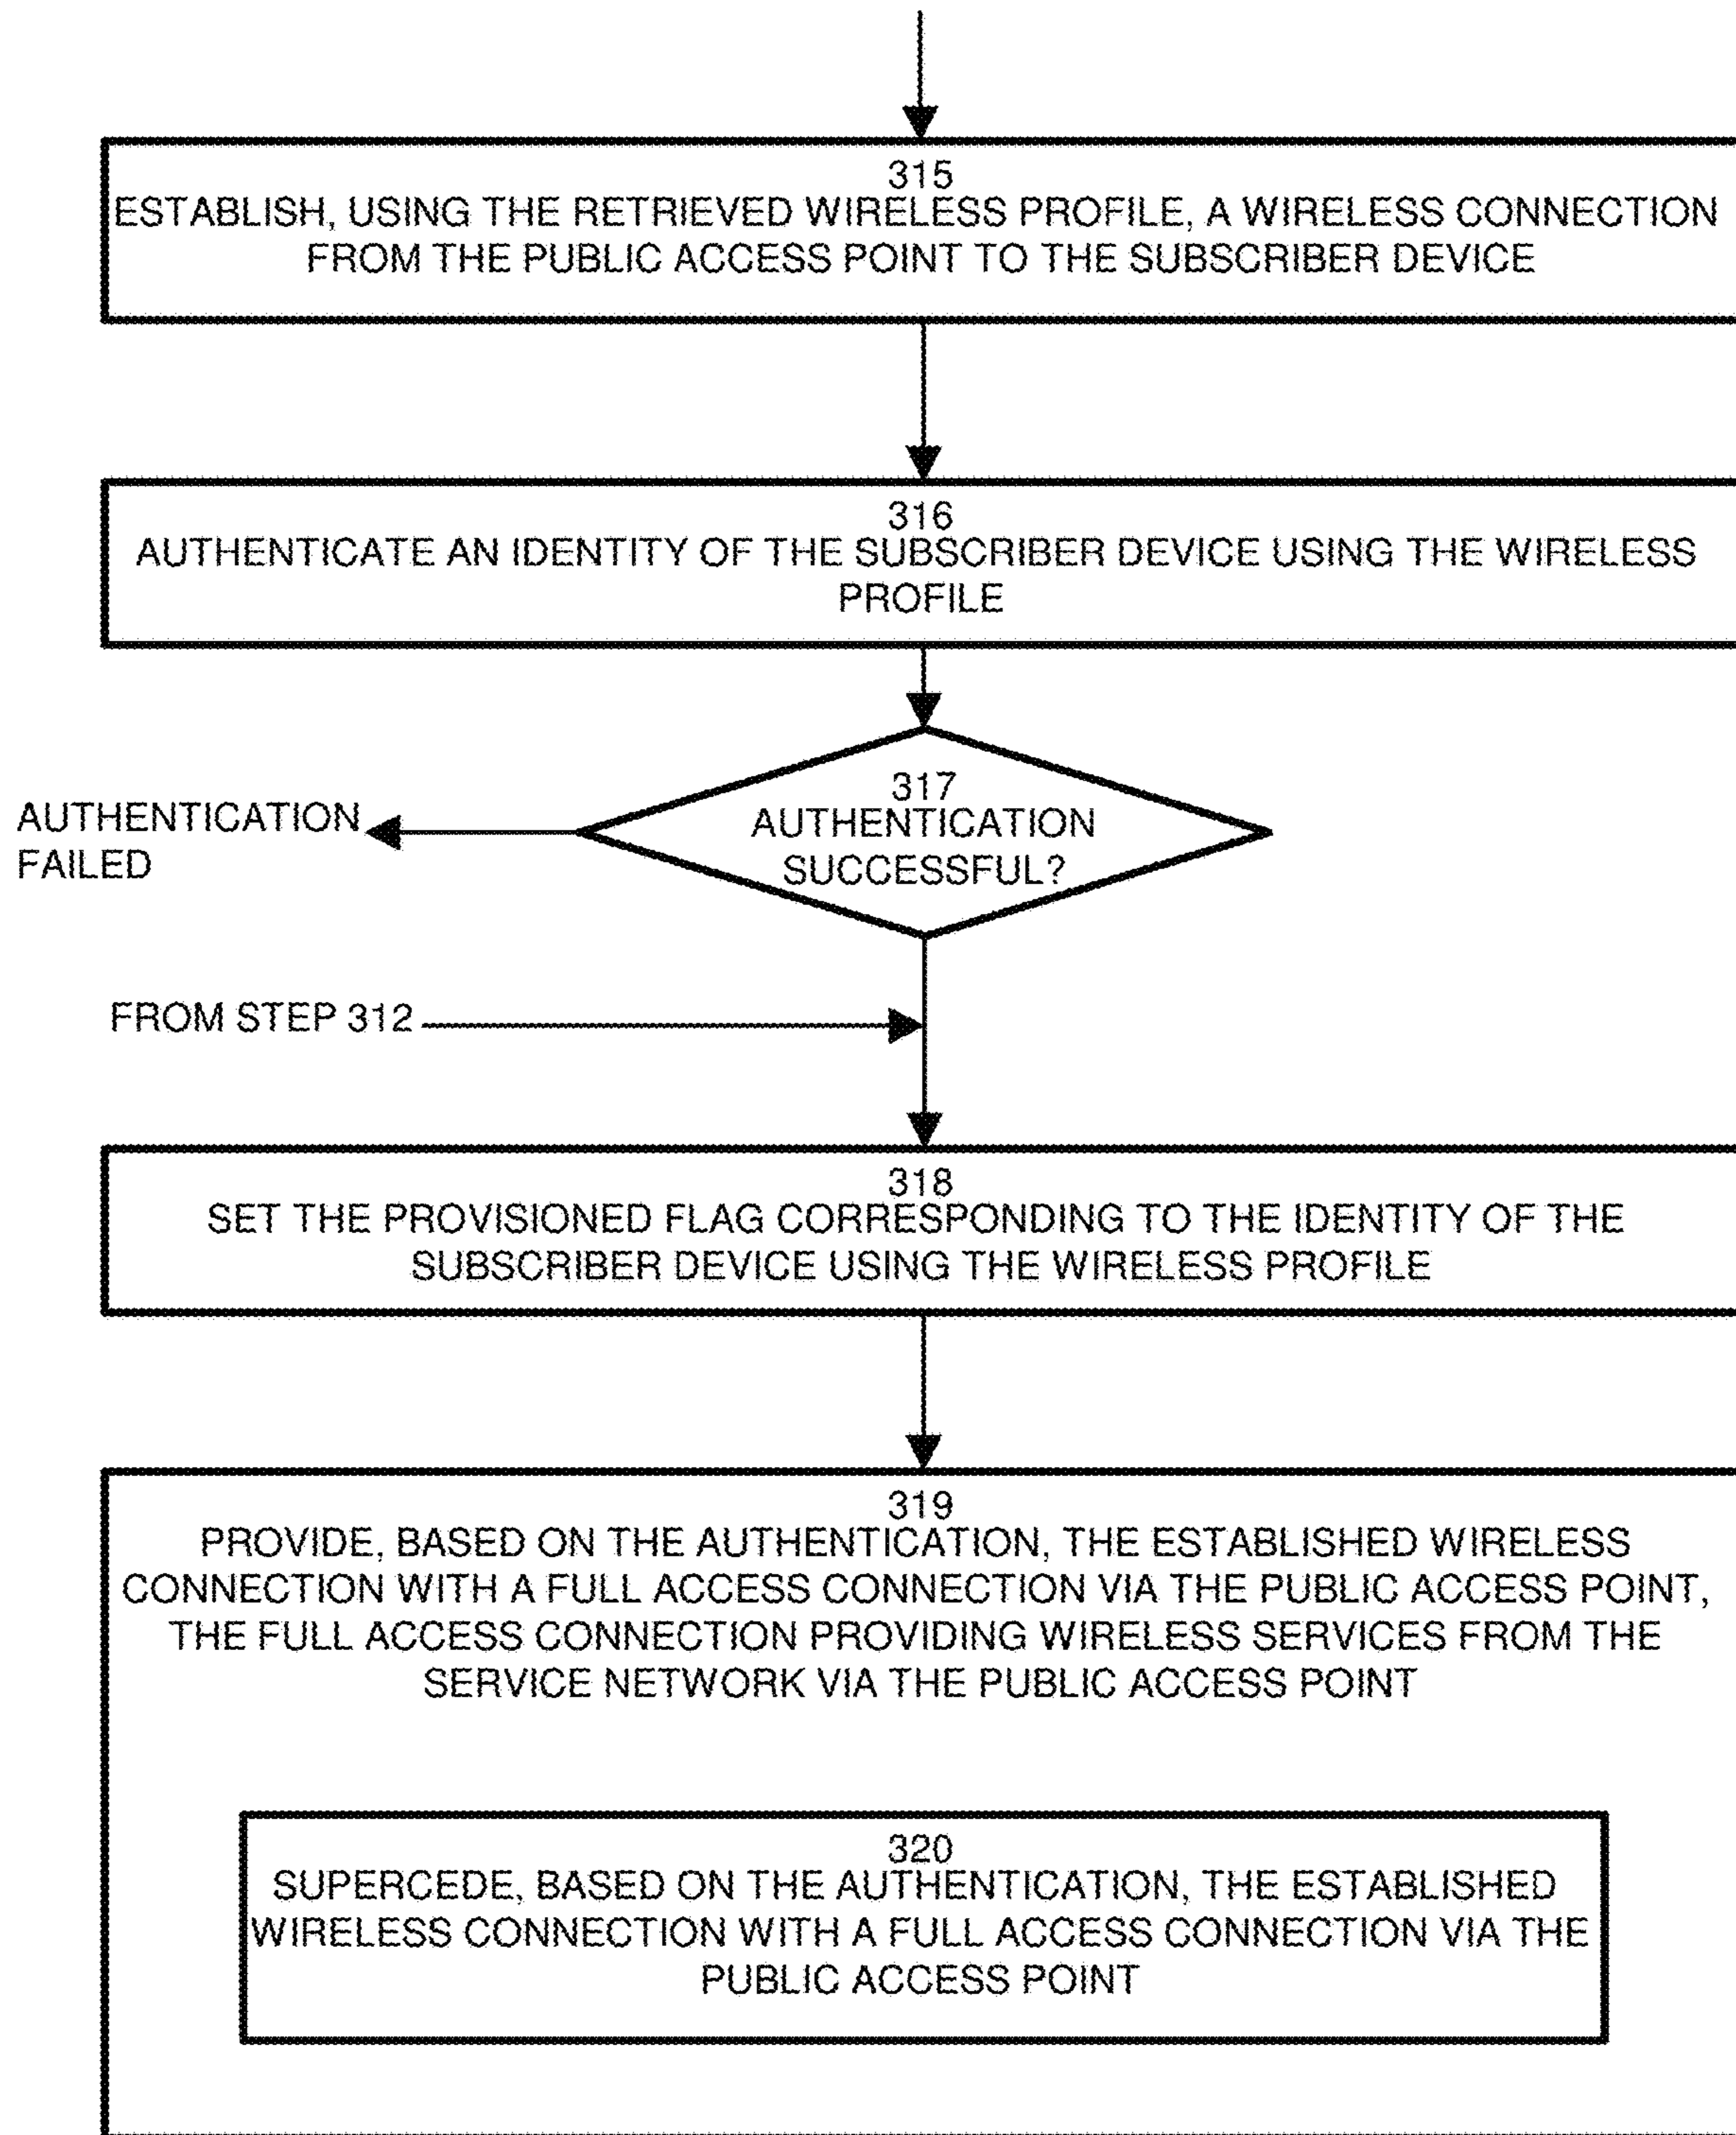 315
ESTABLISH, USING THE RETRIEVED WIRELESS PROFILE, A WIRELESS CONNECTION
FROM THE PUBLIC ACCESS POINT TO THE SUBSCRIBER DEVICE
316
AUTHENTICATE AN IDENTITY OF THE SUBSCRIBER DEVICE USING THE WIRELESS
PROFILE
317
AUTHENTICATION
SUCCESSFUL?
AUTHENTICATION
FAILED
FROM STEP 312
318
SET THE PROVISIONED FLAG CORRESPONDING TO THE IDENTITY OF THE
SUBSCRIBER DEVICE USING THE WIRELESS PROFILE
319
PROVIDE, BASED ON THE AUTHENTICATION, THE ESTABLISHED WIRELESS
CONNECTION WITH A FULL ACCESS CONNECTION VIA THE PUBLIC ACCESS POINT,
THE FULL ACCESS CONNECTION PROVIDING WIRELESS SERVICES FROM THE
SERVICE NETWORK VIA THE PUBLIC ACCESS POINT
320
SUPERCEDE, BASED ON THE AUTHENTICATION, THE ESTABLISHED
WIRELESS CONNECTION WITH A FULL ACCESS CONNECTION VIA THE
PUBLIC ACCESS POINT